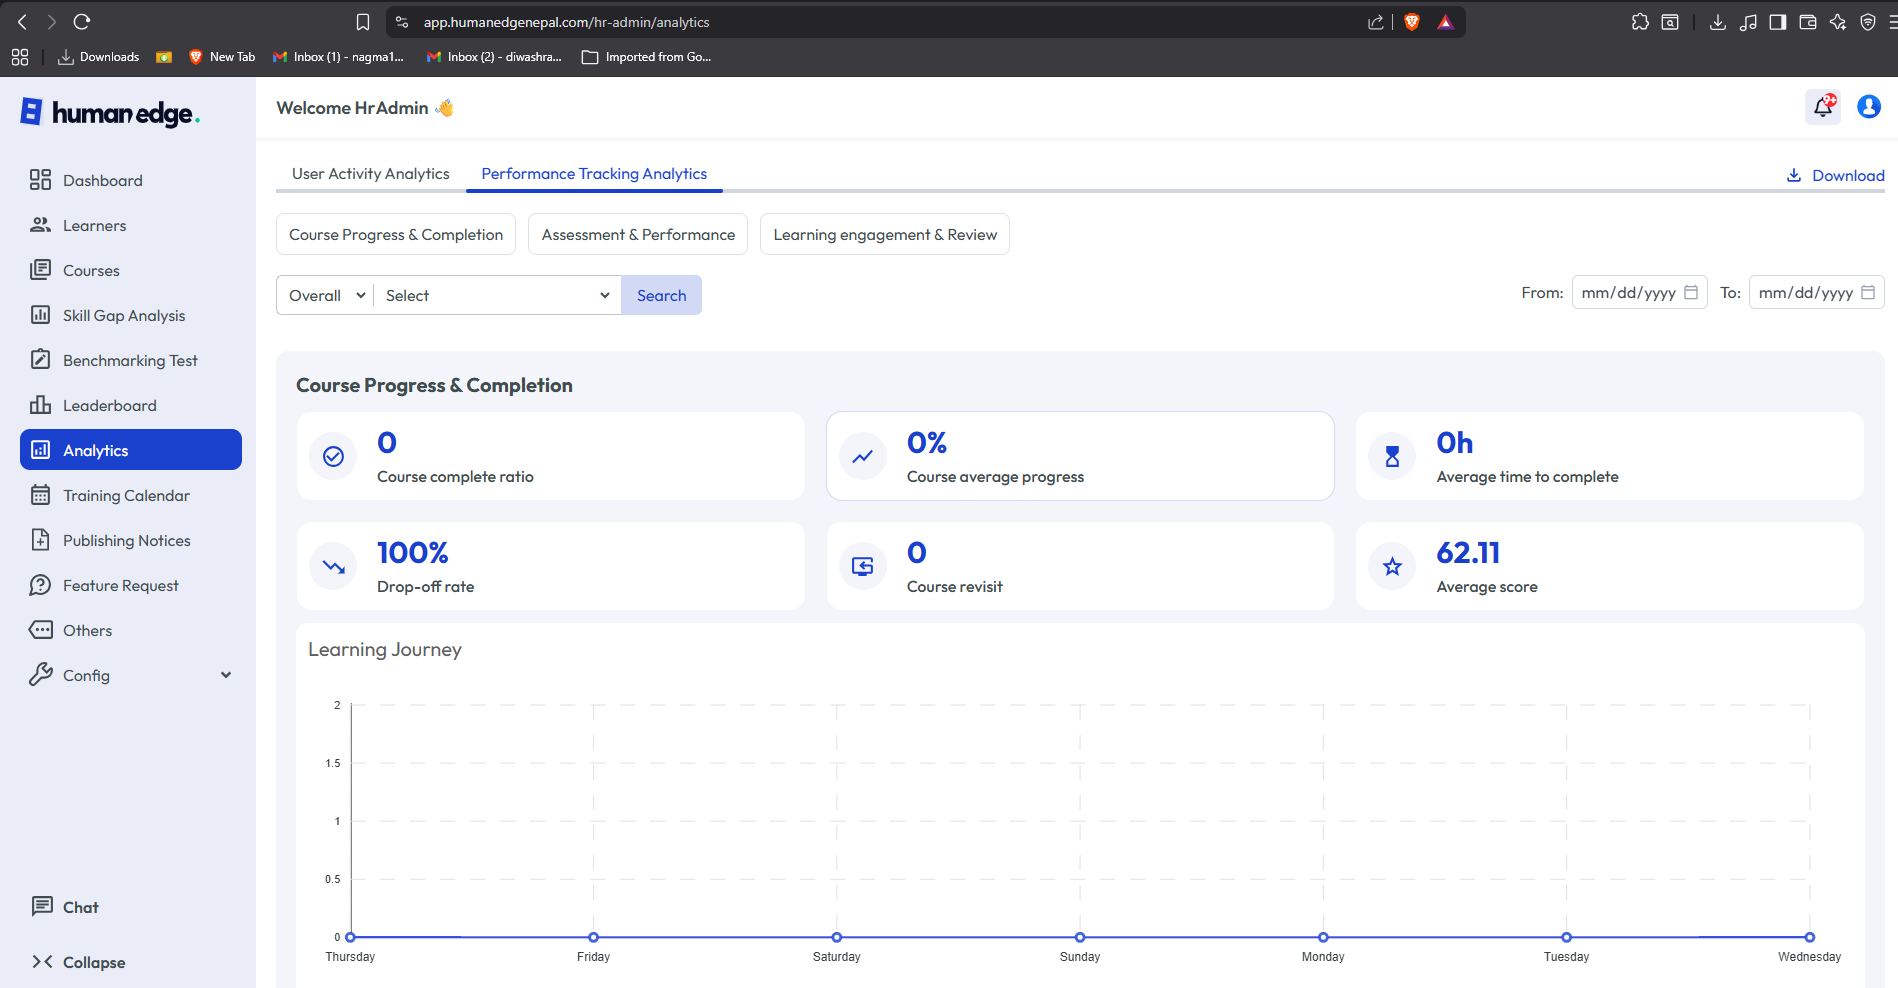 app.humanedgenepal.com/hr-admin/analytics
Downloads
New Tab
Inbox (1) - nagma1...
Inbox (2) - diwashra...
Imported from Go...
human edge.
Welcome HrAdmin 👋
9+
Dashboard
Learners
Courses
Skill Gap Analysis
Benchmarking Test
Leaderboard
Analytics
Training Calendar
Publishing Notices
Feature Request
Others
Config
Chat
Collapse
User Activity Analytics
Performance Tracking Analytics
Download
Course Progress & Completion
Assessment & Performance
Learning engagement & Review
Overall
Select
Search
From: mm/dd/yyyy
To: mm/dd/yyyy
Course Progress & Completion
0
Course complete ratio
0%
Course average progress
0h
Average time to complete
100%
Drop-off rate
0
Course revisit
62.11
Average score
Learning Journey
2
1.5
1
0.5
0
Thursday
Friday
Saturday
Sunday
Monday
Tuesday
Wednesday